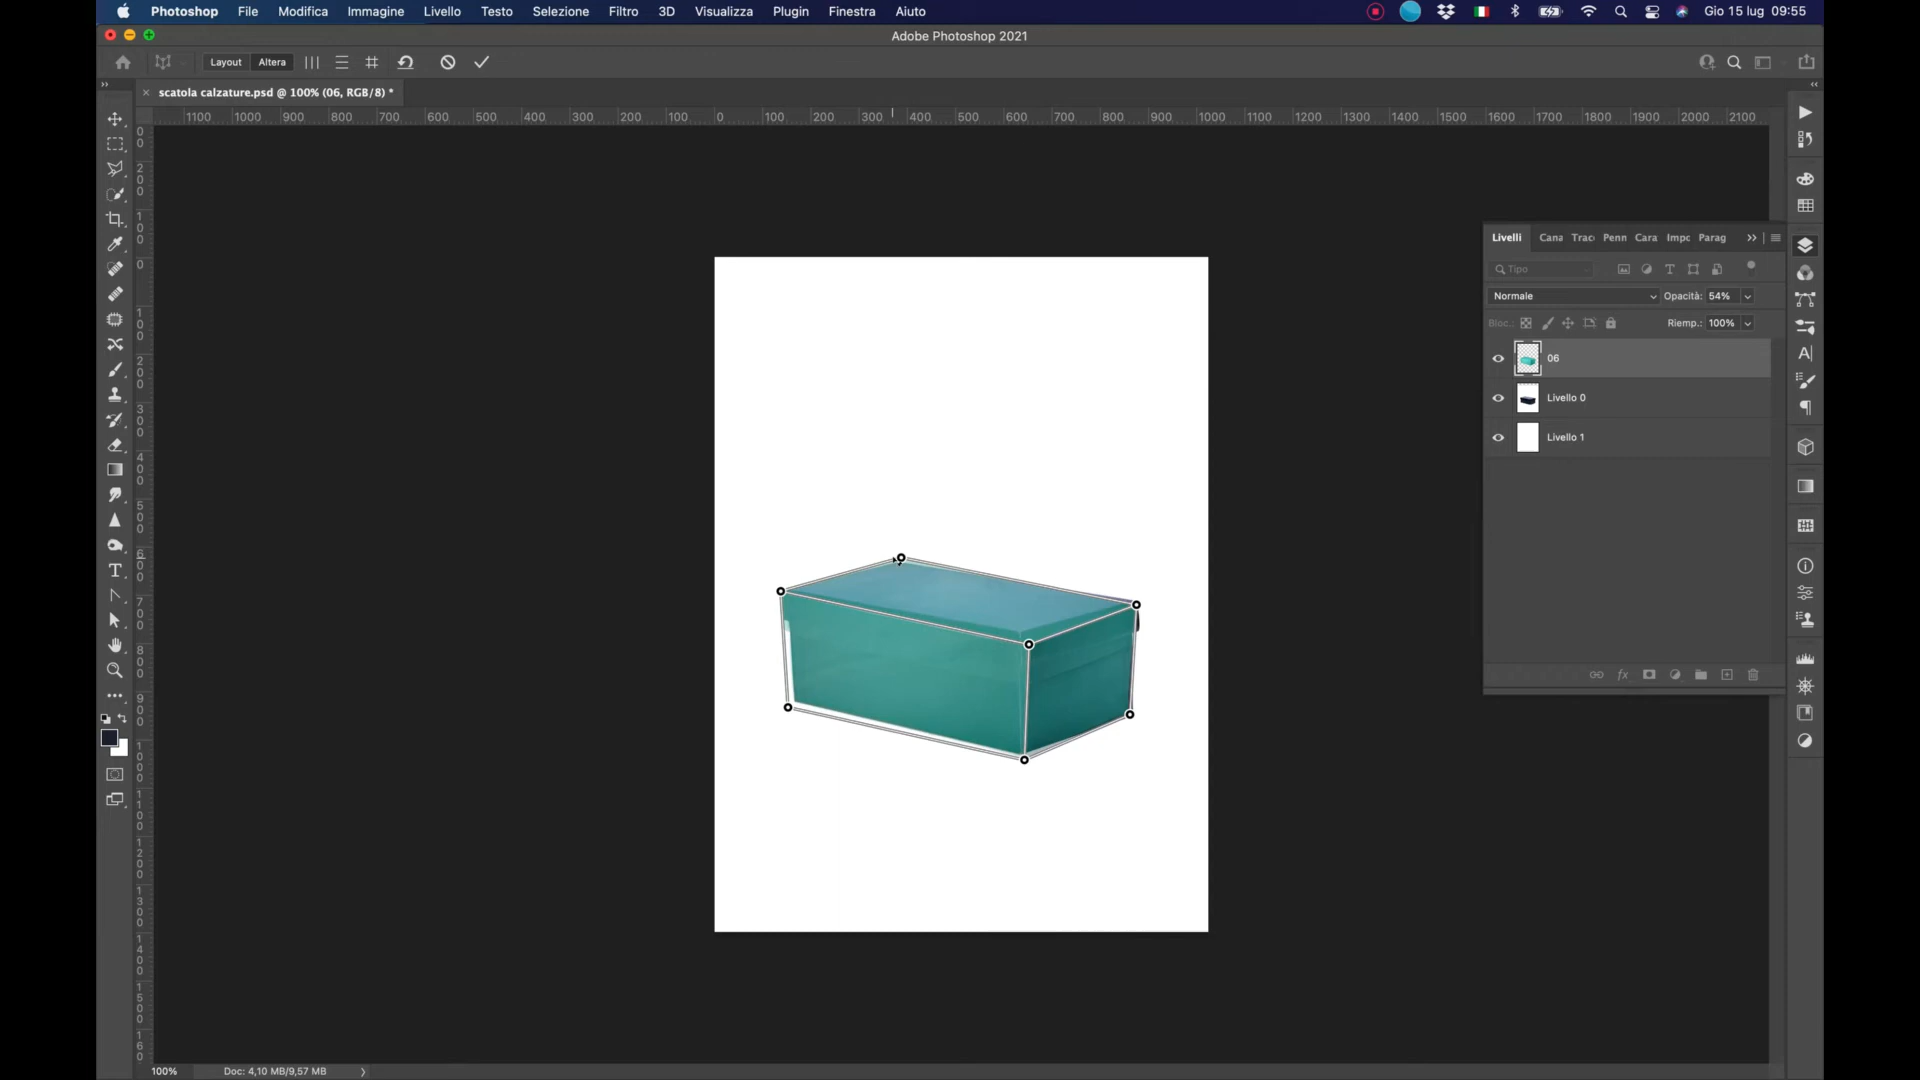 Photoshop File Modifica Immagine Livello Testo Selezione Filtro 3D Visualizza Plugin Finestra Aiuto Gio 15 lug 09:55
Adobe Photoshop 2021
Layout Altera
× scatola calzature.psd @ 100% (06, RGB/8) *
1100 1000 900 800 700 600 500 400 300 200 100 0 100 200 300 400 500 600 700 800 900 1000 1100 1200 1300 1400 1500 1600 1700 1800 1900 2000 2100
Livelli Cana Trac Penn Cara Impo Parag
Tipo
Normale Opacità: 54%
Bloc.: Riemp.: 100%
06
Livello 0
Livello 1
fx
100% Doc: 4,10 MB/9,57 MB